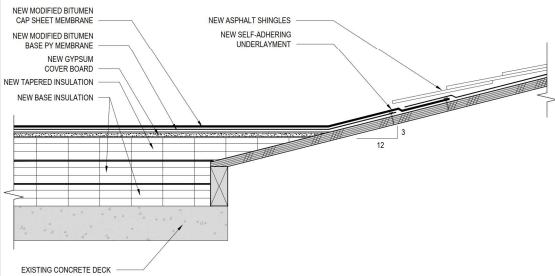 NEW MODIFIED BITUMEN
CAP SHEET MEMBRANE
NEW MODIFIED BITUMEN
BASE PY MEMBRANE
NEW GYPSUM
COVER BOARD
NEW TAPERED INSULATION
NEW BASE INSULATION
NEW ASPHALT SHINGLES
NEW SELF-ADHERING
UNDERLAYMENT
3
12
EXISTING CONCRETE DECK